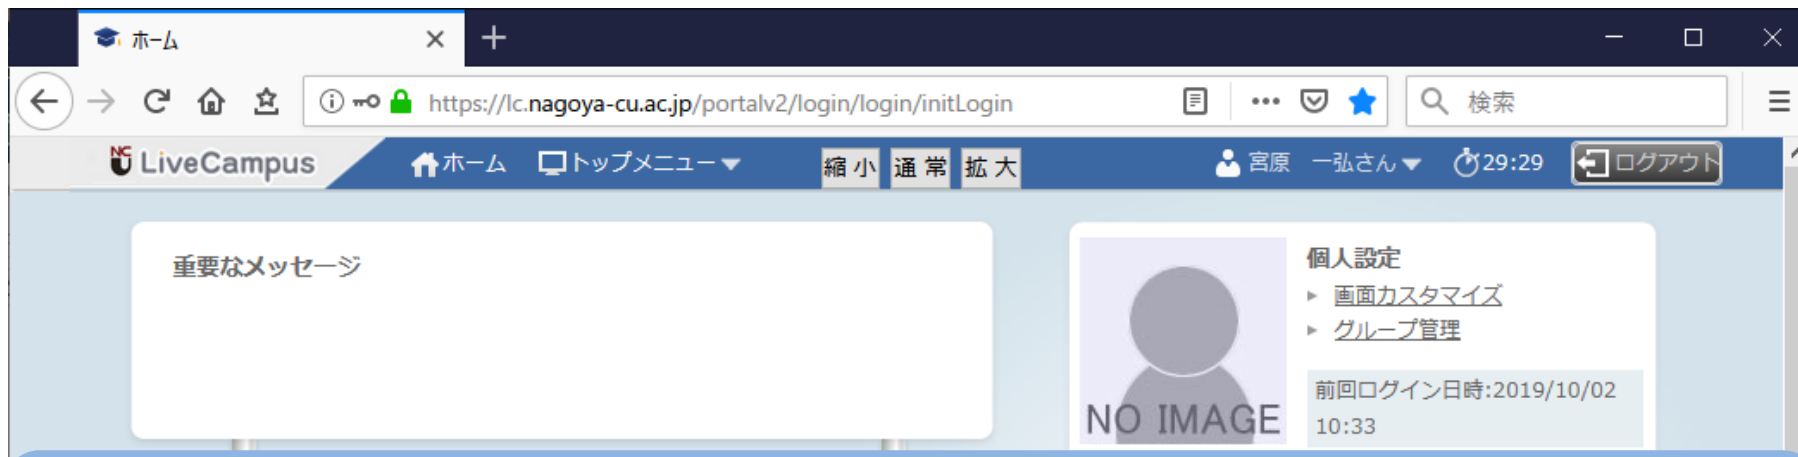 ホーム
https://lc.nagoya-cu.ac.jp/portalv2/login/login/initLogin
検索
NCU LiveCampus ホーム トップメニュー 縮小 通常 拡大 宮原 一弘さん 29:29 ログアウト
重要なメッセージ
個人設定
画面カスタマイズ
グループ管理
前回ログイン日時:2019/10/02
10:33
NO IMAGE